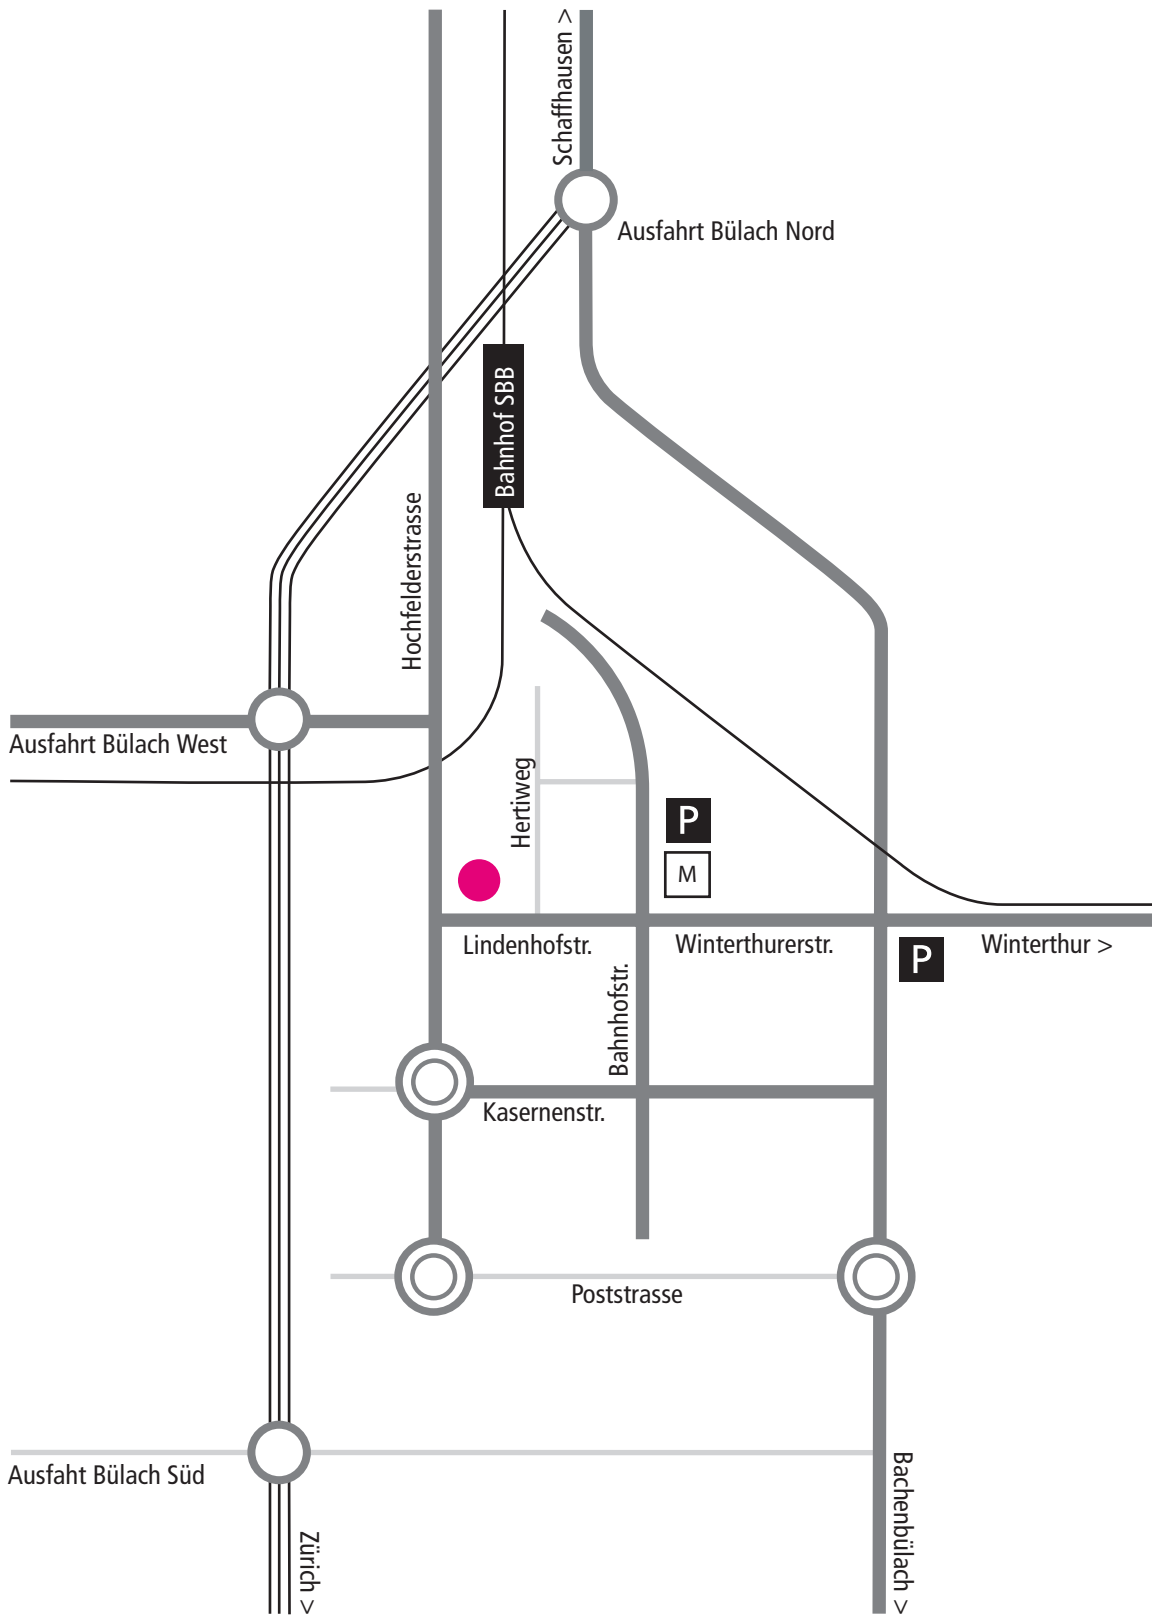 Schaffhausen >
Ausfahrt Bülach Nord
Bahnhof SBB
Hochfelderstrasse
Ausfahrt Bülach West
Hertiweg
P
M
Lindenhofstr.
Winterthurerstr.
P
Winterthur >
Bahnhofstr.
Kasernenstr.
Poststrasse
Ausfaht Bülach Süd
Zürich >
Bachenbülach >